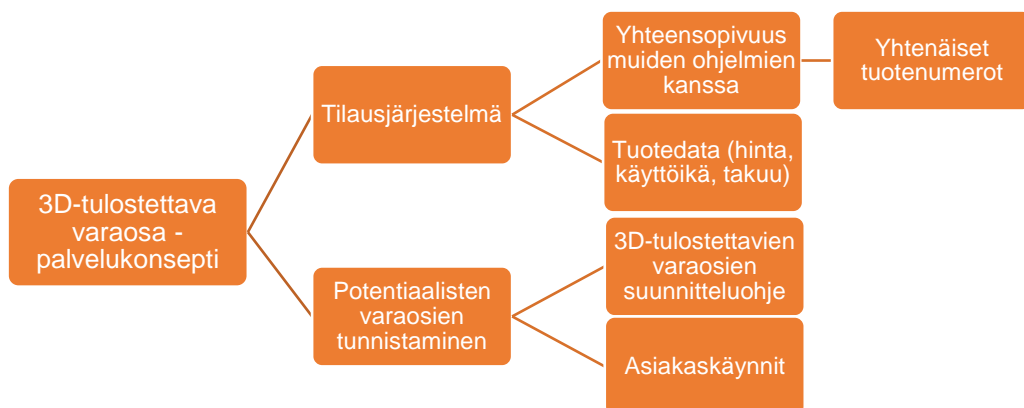 3D-tulostettava
varaosa -
palvelukonsepti
Tilausjärjestelmä
Yhteensopivuus
muiden ohjelmien
kanssa
Yhtenäiset
tuotenumerot
Tuotedata (hinta,
käyttöikä, takuu)
Potentiaalisten
varaosien
tunnistaminen
3D-tulostettavien
varaosien
suunnitteluohje
Asiakaskäynnit